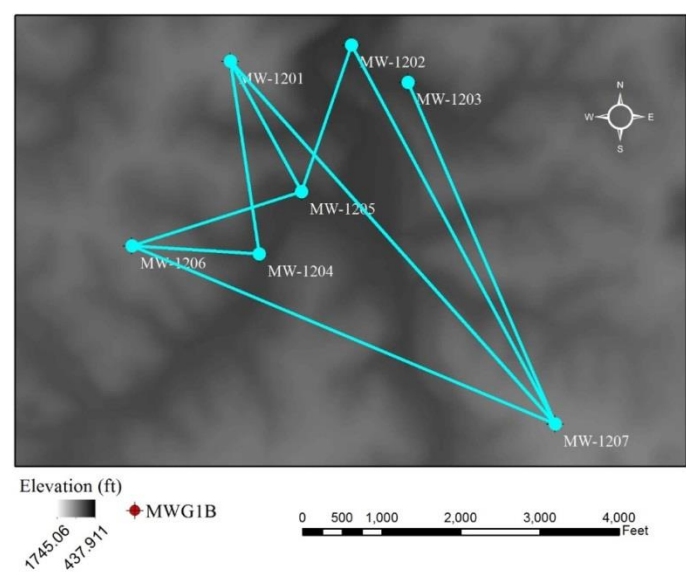 MW-1201
MW-1202
MW-1203
N
W E
S
MW-1205
MW-1206
MW-1204
MW-1207
Elevation (ft)
1745.06
437.911
MWG1B
0 500 1,000 2,000 3,000 4,000
Feet